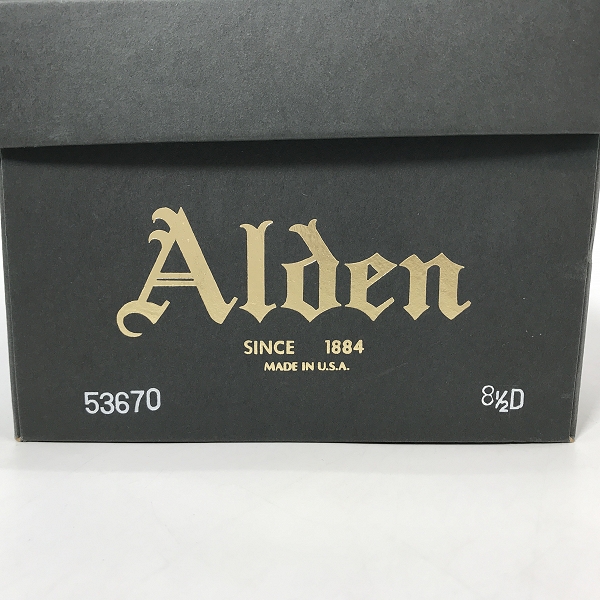 Alden
SINCE 1884
MADE IN U.S.A.
53670 8½D